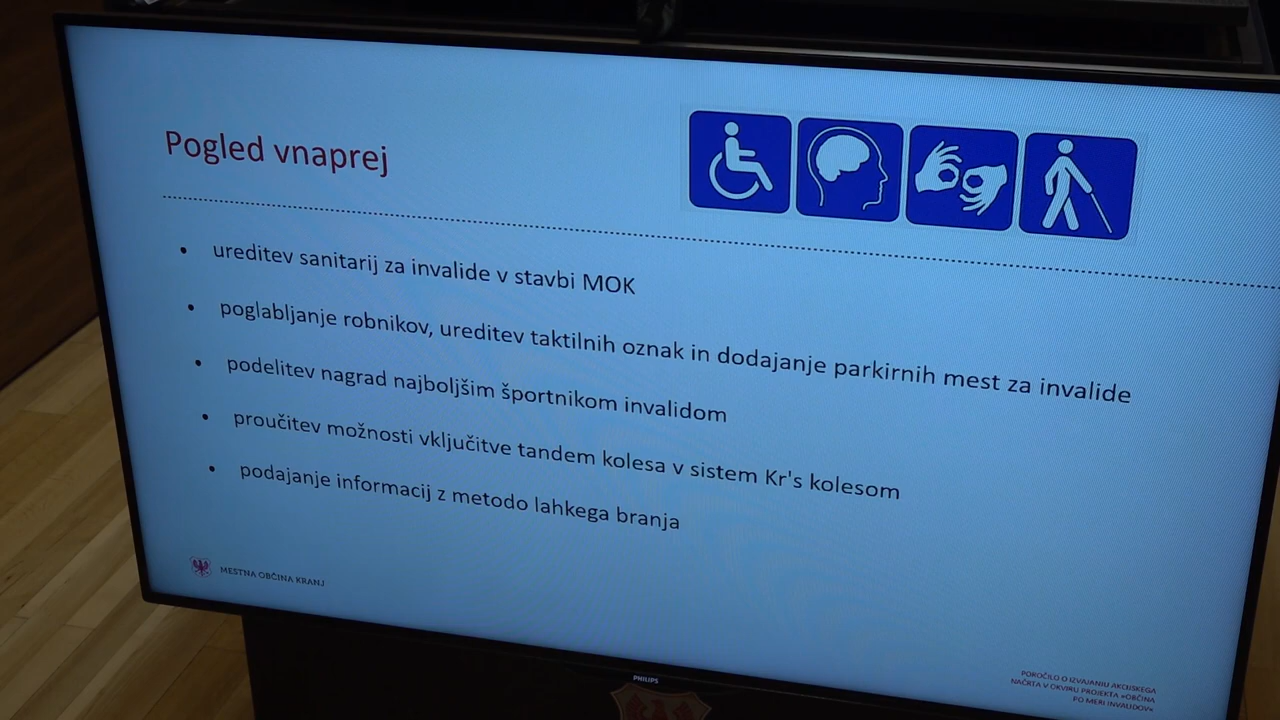 Pogled vnaprej
ureditev sanitarij za invalide v stavbi MOK
poglabljanje robnikov, ureditev taktilnih oznak in dodajanje parkirnih mest za invalide
podelitev nagrad najboljšim športnikom invalidom
proučitev možnosti vključitve tandem kolesa v sistem Kr's kolesom
podajanje informacij z metodo lahkega branja
MESTNA OBČINA KRANJ
POROČILO O IZVAJANJU AKCIJSKEGA
NAČRTA V OKVIRU PROJEKTA »OBČINA
PO MERI INVALIDOV«
PHILIPS